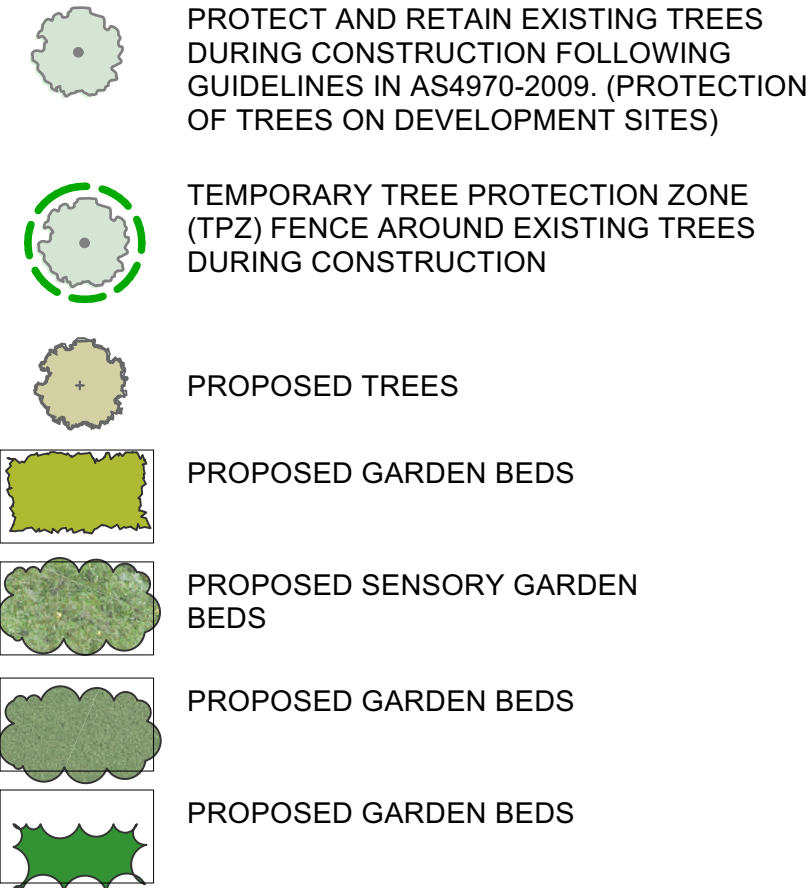 PROTECT AND RETAIN EXISTING TREES
DURING CONSTRUCTION FOLLOWING
GUIDELINES IN AS4970-2009. (PROTECTION
OF TREES ON DEVELOPMENT SITES)
TEMPORARY TREE PROTECTION ZONE
(TPZ) FENCE AROUND EXISTING TREES
DURING CONSTRUCTION
PROPOSED TREES
PROPOSED GARDEN BEDS
PROPOSED SENSORY GARDEN
BEDS
PROPOSED GARDEN BEDS
PROPOSED GARDEN BEDS